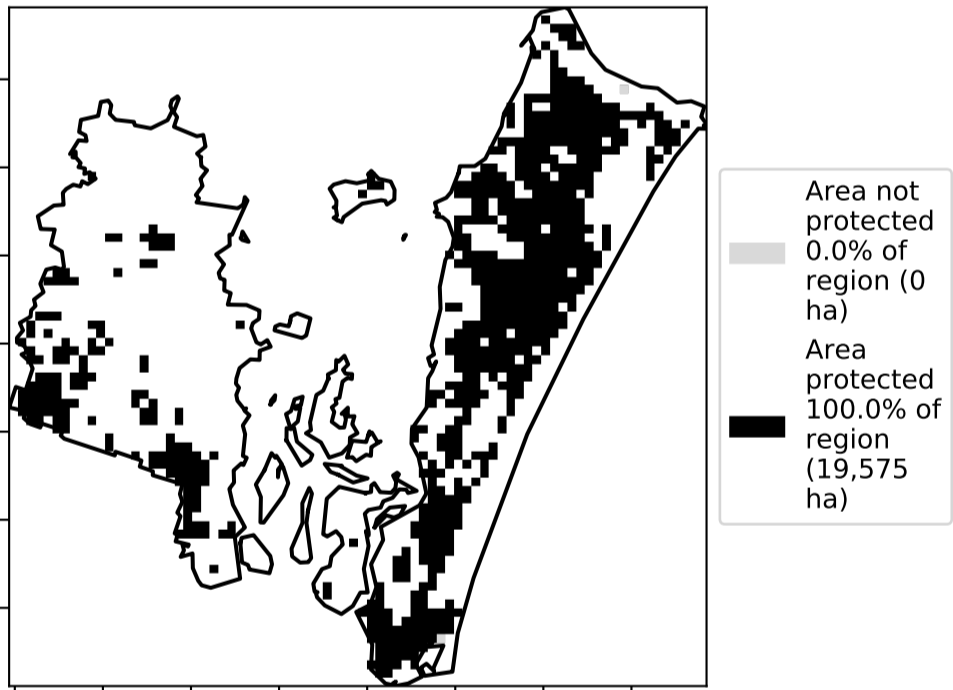 Area not
protected
0.0% of
region (0
ha)
Area
protected
100.0% of
region
(19,575
ha)